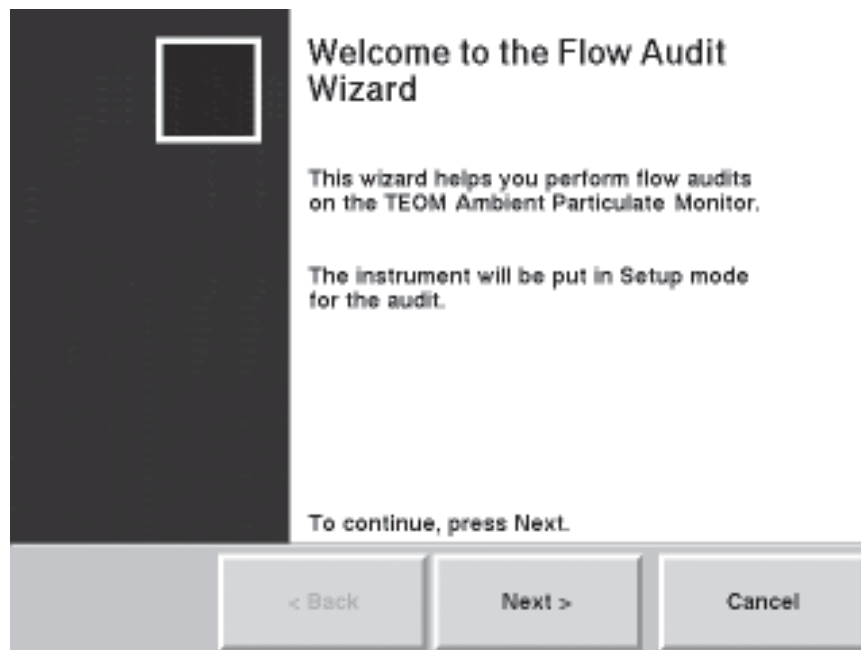 Welcome to the Flow Audit
Wizard
This wizard helps you perform flow audits
on the TEOM Ambient Particulate Monitor.
The instrument will be put in Setup mode
for the audit.
To continue, press Next.
< Back
Next >
Cancel